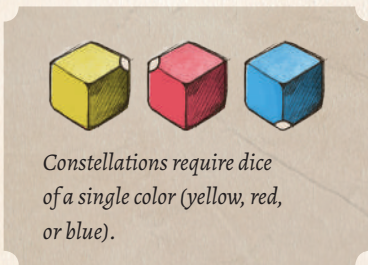 Constellations require dice
of a single color (yellow, red,
or blue).